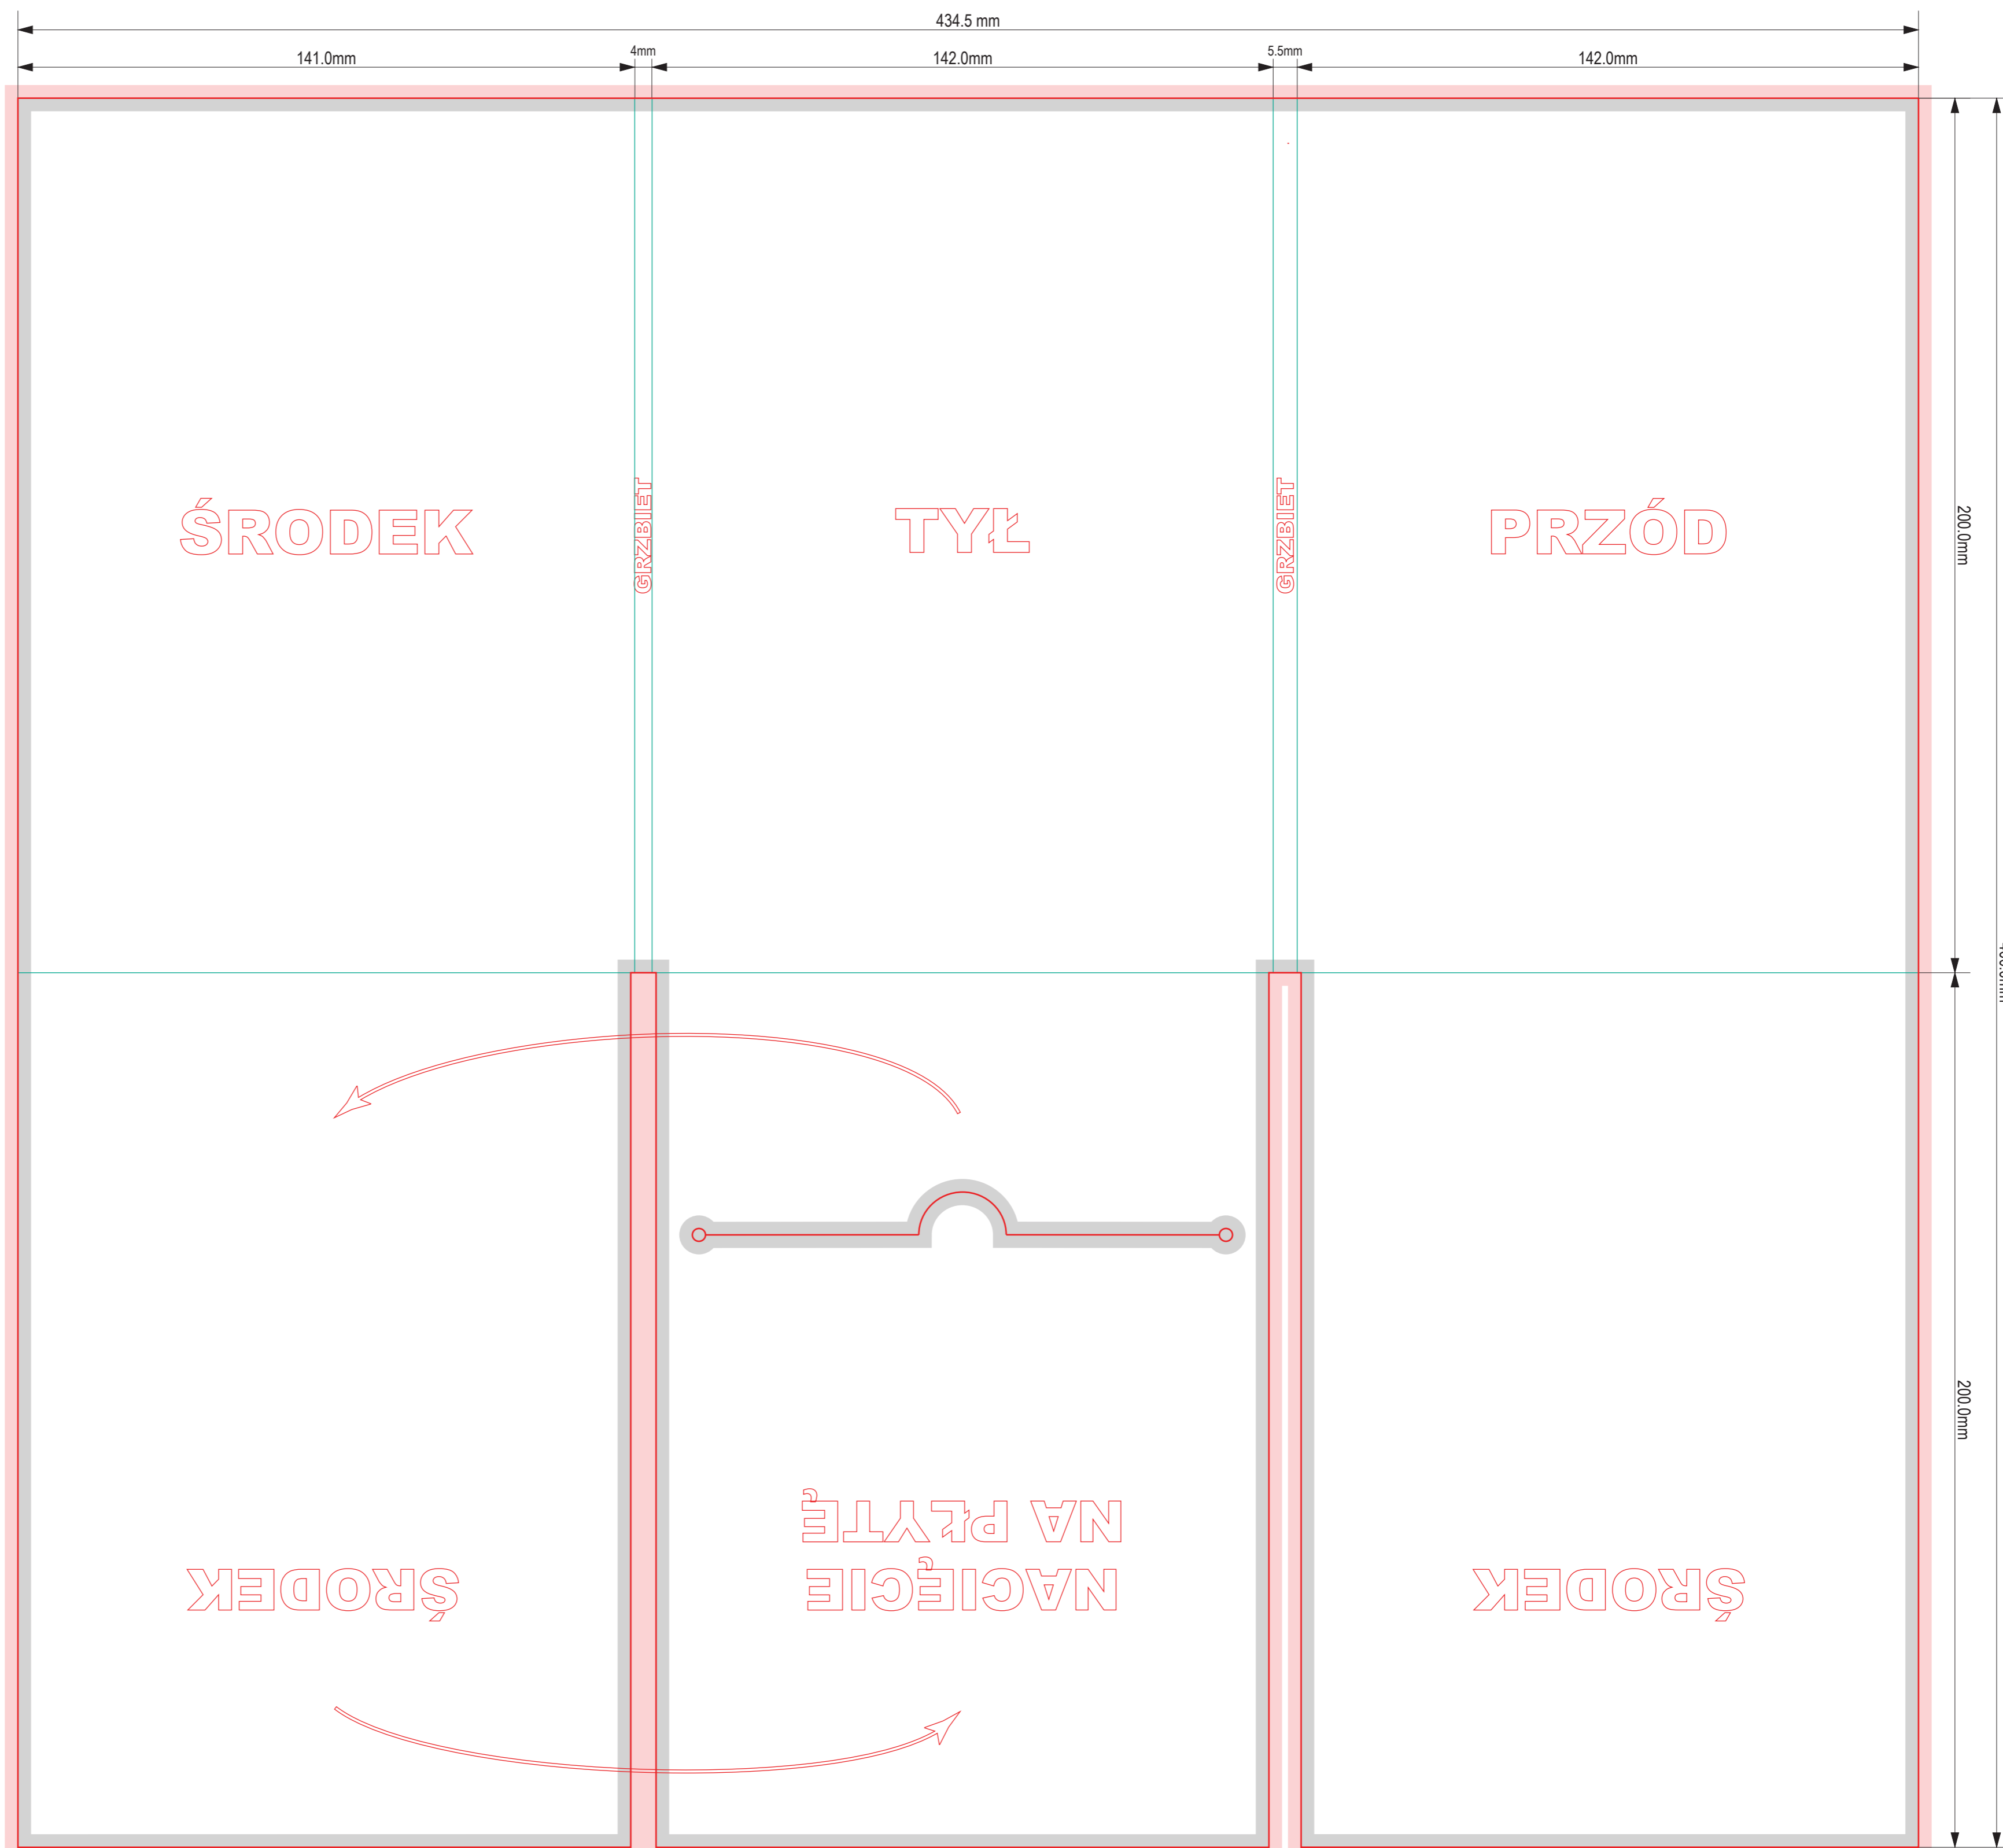 434.5 mm
141.0mm
4mm
142.0mm
5.5mm
142.0mm
ŚRODEK
GRZBIET
TYŁ
GRZBIET
PRZÓD
200.0mm
200.0mm
NACIĘCIE
NA PŁYTĘ
ŚRODEK
ŚRODEK